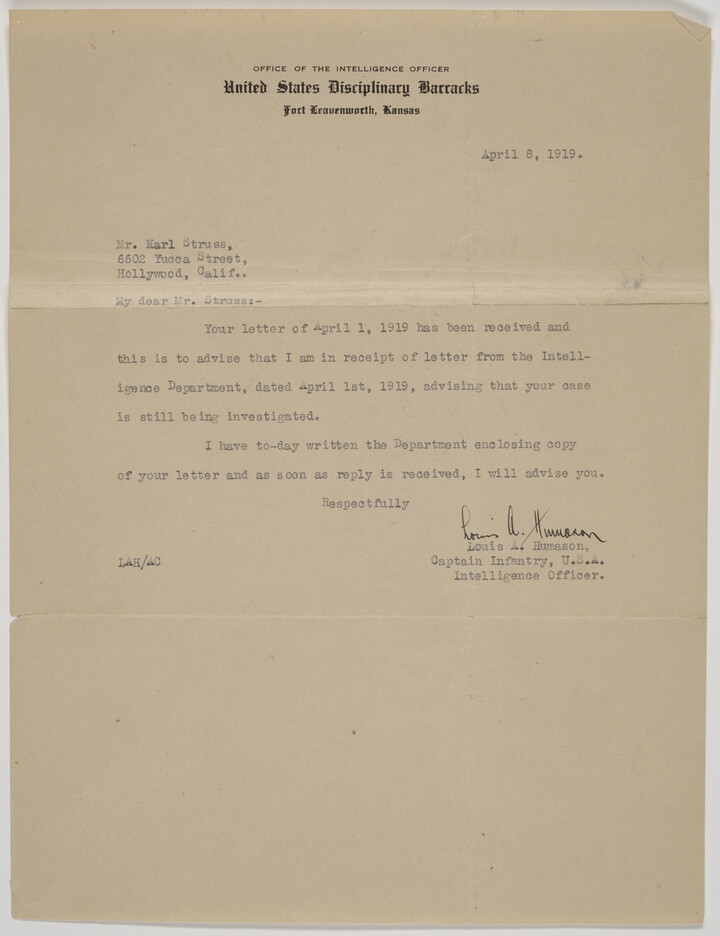 OFFICE OF THE INTELLIGENCE OFFICER
United States Disciplinary Barracks
Fort Leavenworth, Kansas
April 8, 1919.
Mr. Karl Struss,
6602 Yucca Street,
Hollywood, Calif..
My dear Mr. Struss:-
Your letter of April 1, 1919 has been received and
this is to advise that I am in receipt of letter from the Intell-
igence Department, dated April 1st, 1919, advising that your case
is still being investigated.
I have to-day written the Department enclosing copy
of your letter and as soon as reply is received, I will advise you.
Respectfully
Louis A. Humason
Louis A. Humason,
LAH/AC
Captain Infantry, U.S.A.
Intelligence Officer.